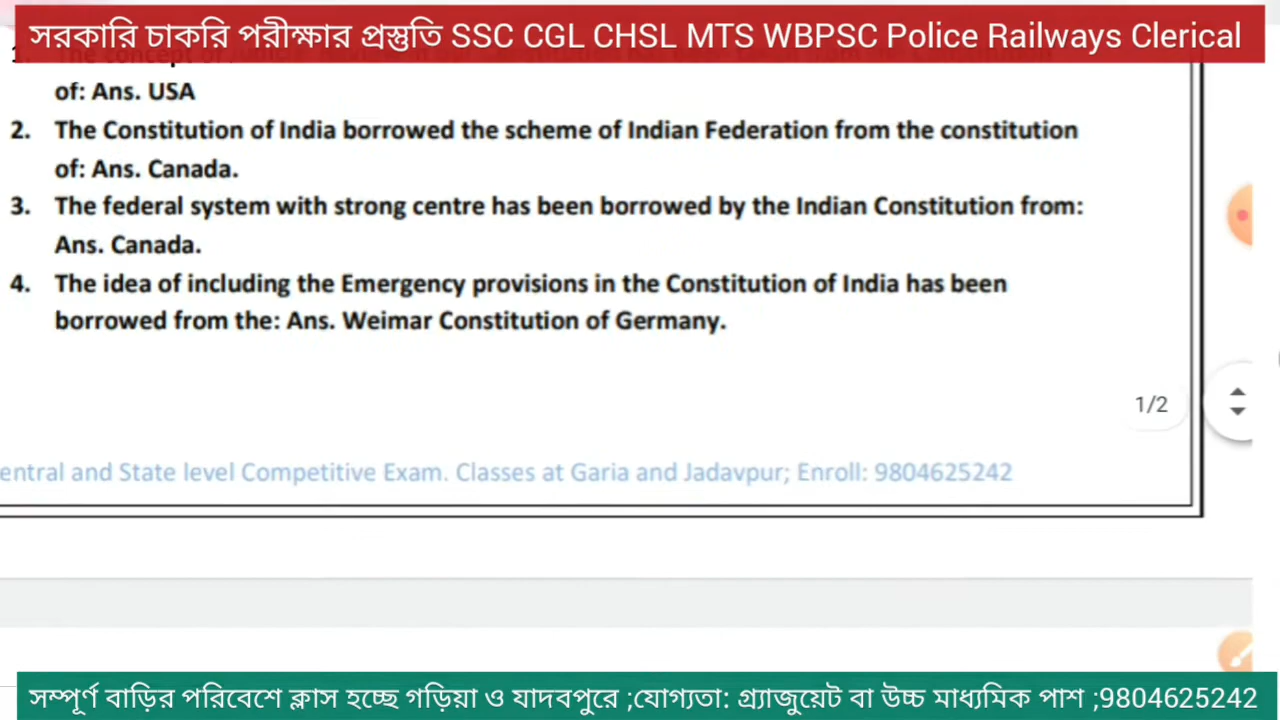 সরকারি চাকরি পরীক্ষার প্রস্তুতি SSC CGL CHSL MTS WBPSC Police Railways Clerical
1. The concept of
of: Ans. USA
2. The Constitution of India borrowed the scheme of Indian Federation from the constitution
of: Ans. Canada.
3. The federal system with strong centre has been borrowed by the Indian Constitution from:
Ans. Canada.
4. The idea of including the Emergency provisions in the Constitution of India has been
borrowed from the: Ans. Weimar Constitution of Germany.
1/2
entral and State level Competitive Exam. Classes at Garia and Jadavpur; Enroll: 9804625242
সম্পূর্ণ বাড়ির পরিবেশে ক্লাস হচ্ছে গড়িয়া ও যাদবপুরে ;যোগ্যতা: গ্র্যাজুয়েট বা উচ্চ মাধ্যমিক পাশ ;9804625242